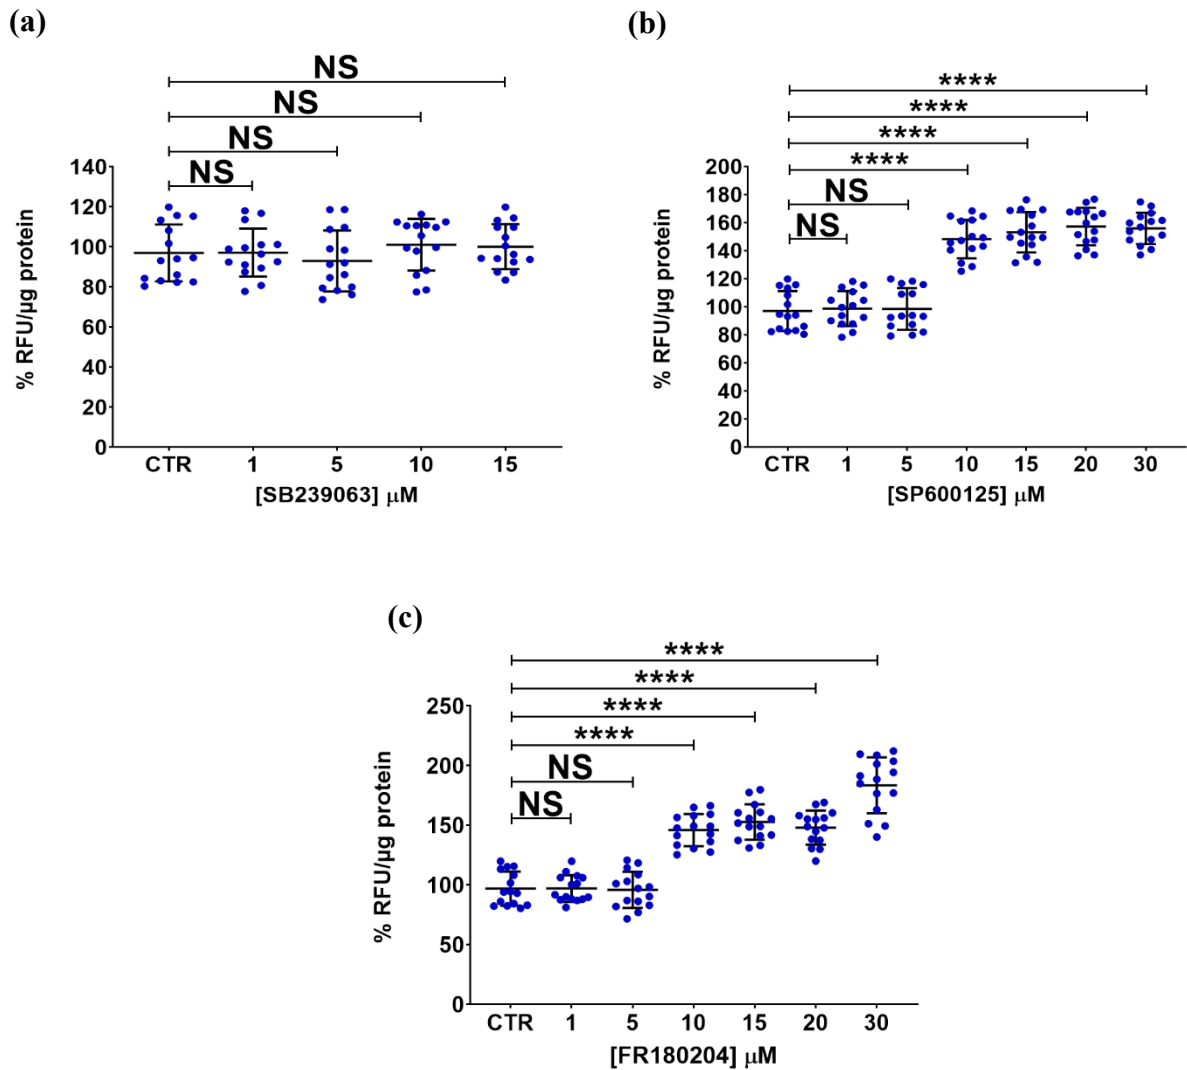 (a)
NS
NS
NS
NS
140
120
100
80
60
40
20
0
% RFU/µg protein
CTR 1 5 10 15
[SB239063] µM
(b)
****
****
****
****
NS
NS
200
180
160
140
120
100
80
60
40
20
0
% RFU/µg protein
CTR 1 5 10 15 20 30
[SP600125] µM
(c)
****
****
****
****
NS
NS
250
200
150
100
50
0
% RFU/µg protein
CTR 1 5 10 15 20 30
[FR180204] µM